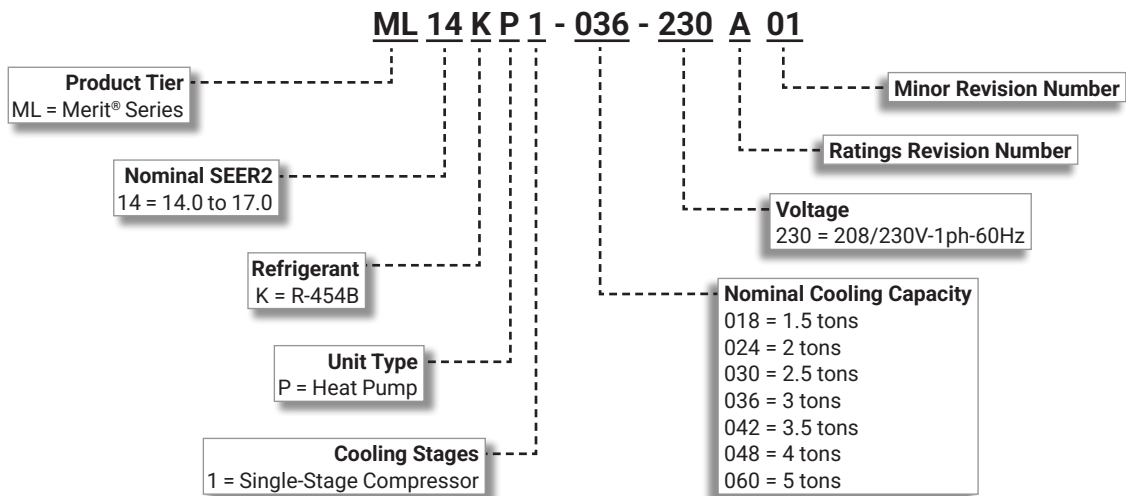 ML 14 K P 1 - 036 - 230 A 01
Product Tier
ML = Merit® Series
Minor Revision Number
Ratings Revision Number
Nominal SEER2
14 = 14.0 to 17.0
Voltage
230 = 208/230V-1ph-60Hz
Refrigerant
K = R-454B
Nominal Cooling Capacity
018 = 1.5 tons
024 = 2 tons
030 = 2.5 tons
036 = 3 tons
042 = 3.5 tons
048 = 4 tons
060 = 5 tons
Unit Type
P = Heat Pump
Cooling Stages
1 = Single-Stage Compressor